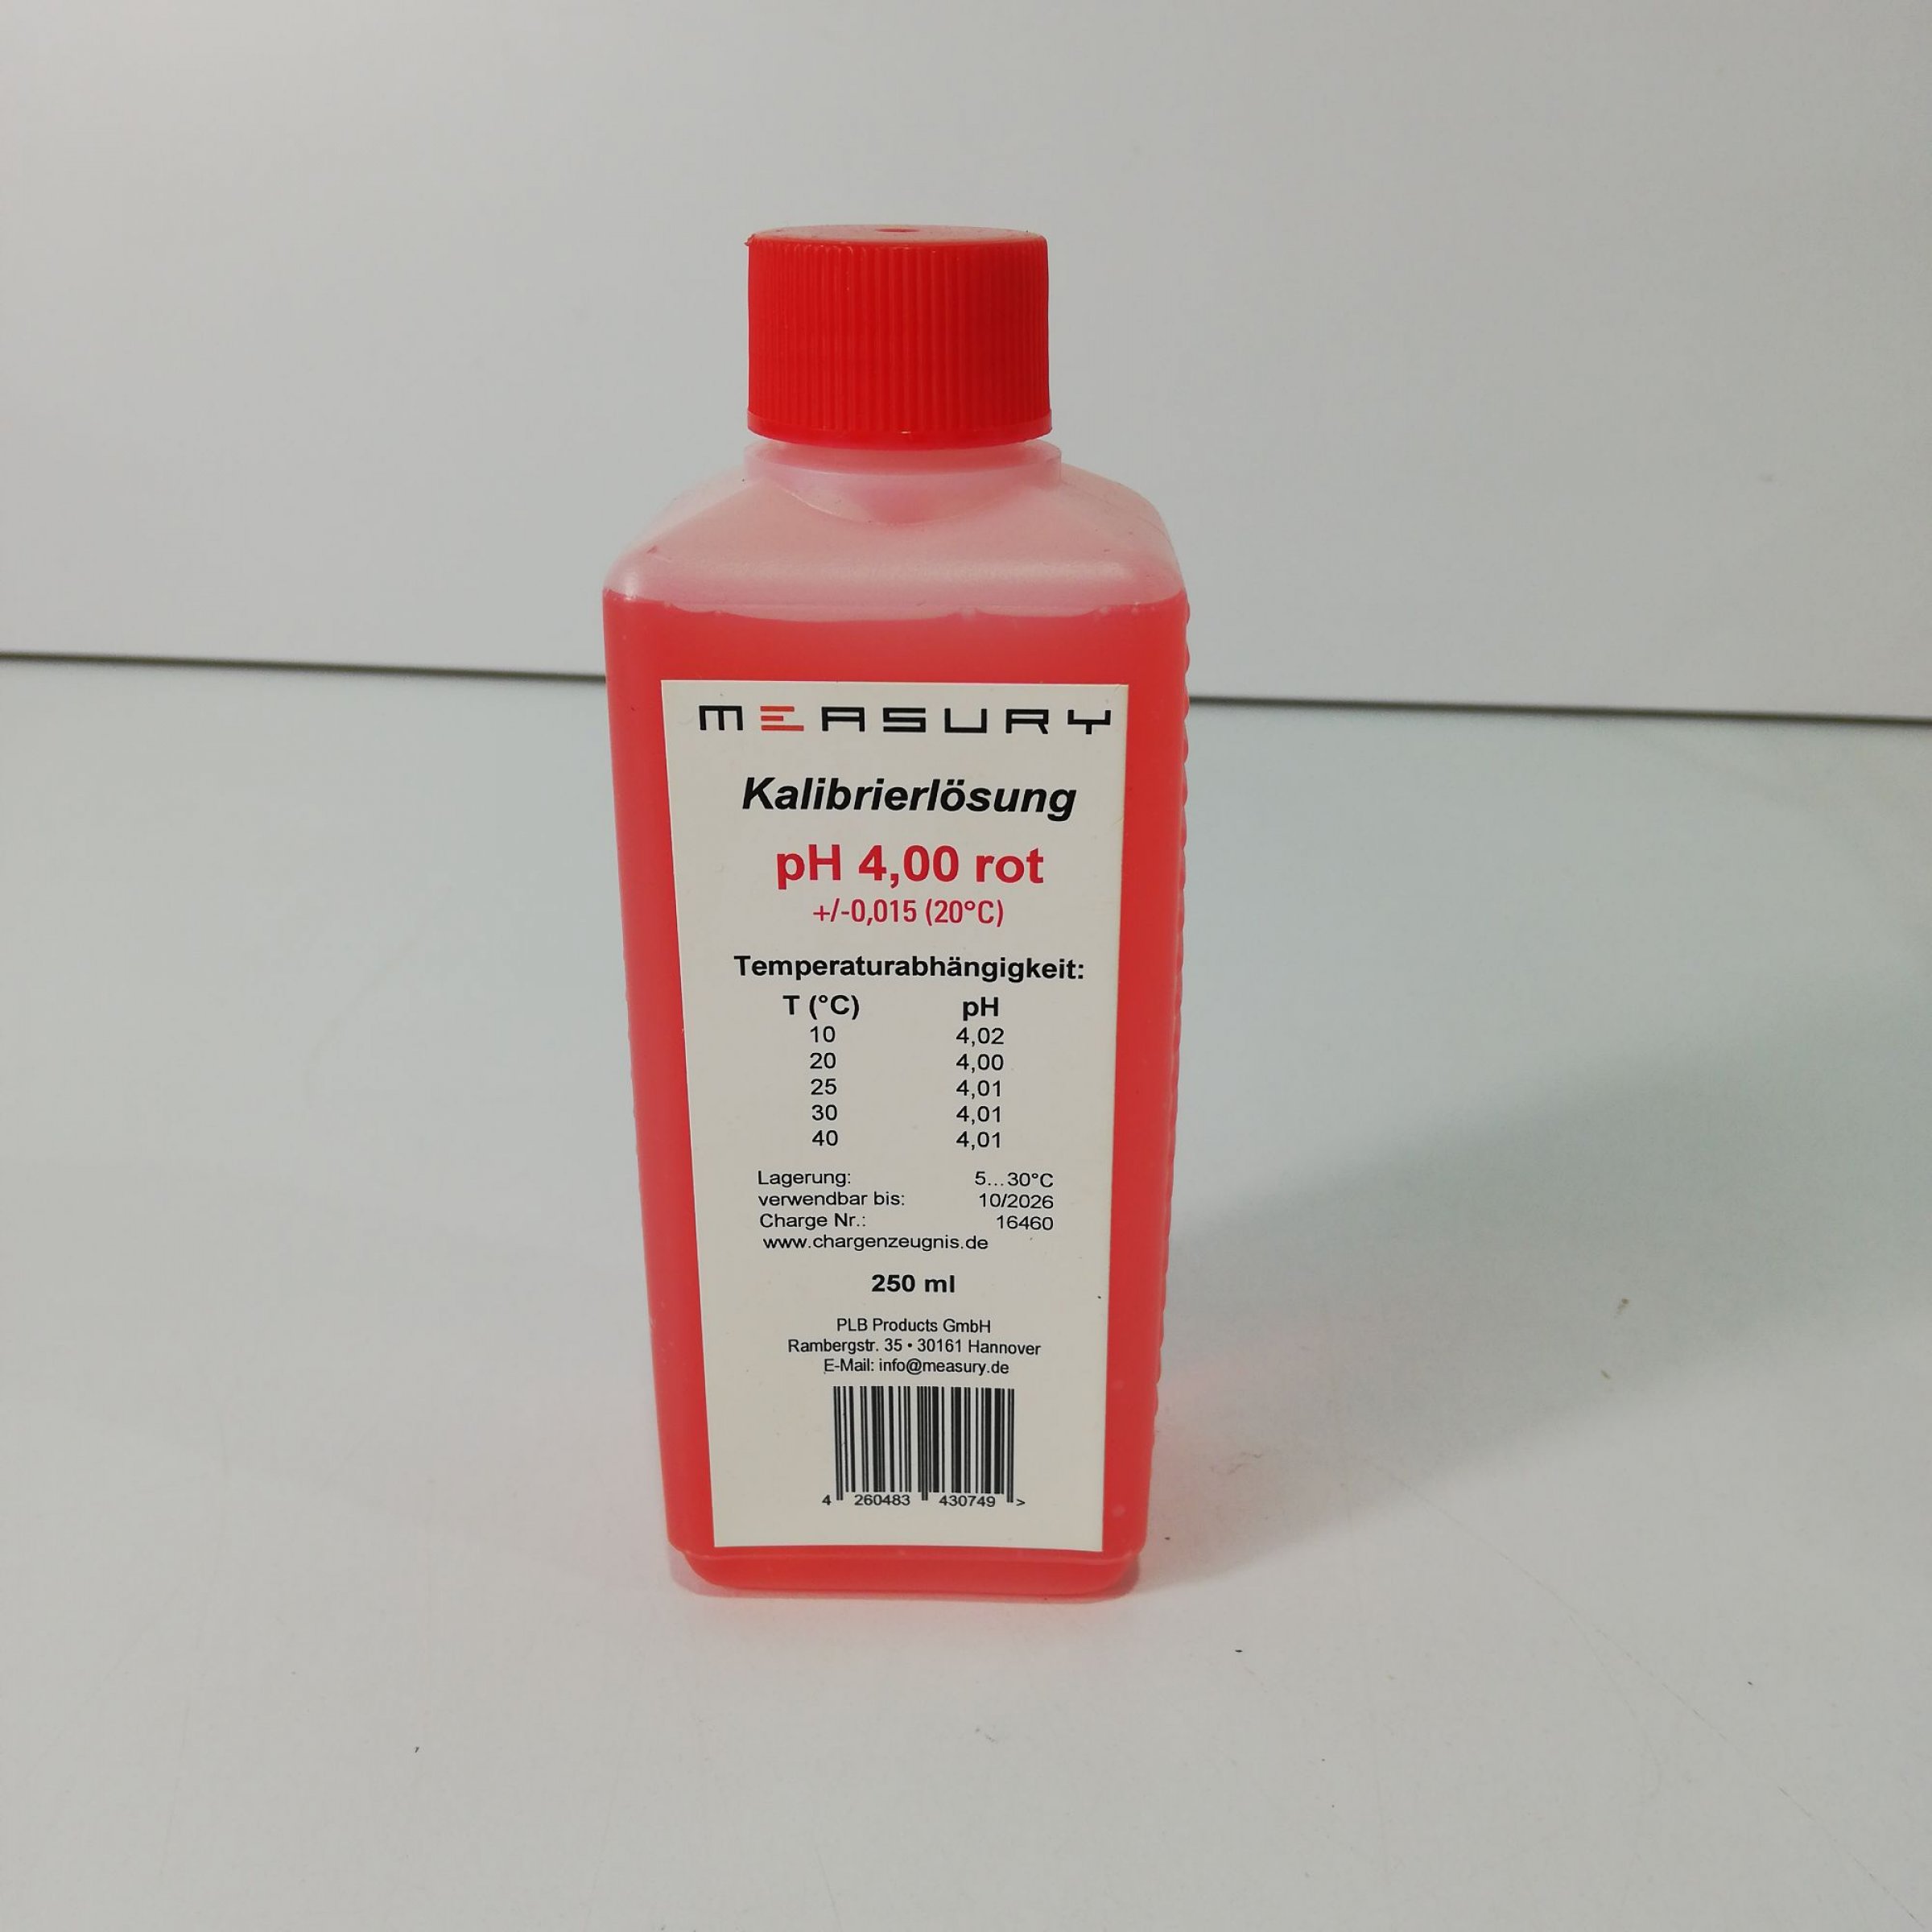 MEASURY
Kalibrierlösung
pH 4,00 rot
+/-0,015 (20°C)
Temperaturabhängigkeit:
T (°C) pH
10 4,02
20 4,00
25 4,01
30 4,01
40 4,01
Lagerung: 5...30°C
verwendbar bis: 10/2026
Charge Nr.: 16460
www.chargenzeugnis.de
250 ml
PLB Products GmbH
Rambergstr. 35 • 30161 Hannover
E-Mail: info@measury.de
4 260483 430749 >